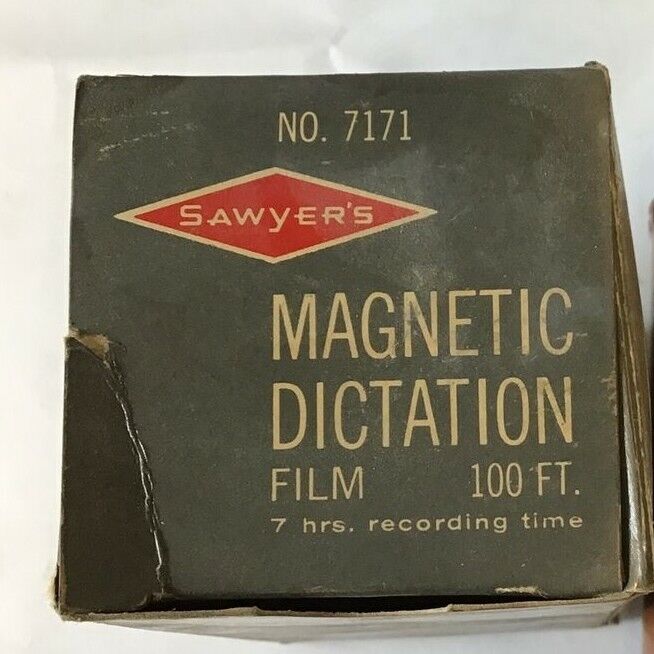 NO. 7171
SAWYER'S
MAGNETIC
DICTATION
FILM 100 FT.
7 hrs. recording time